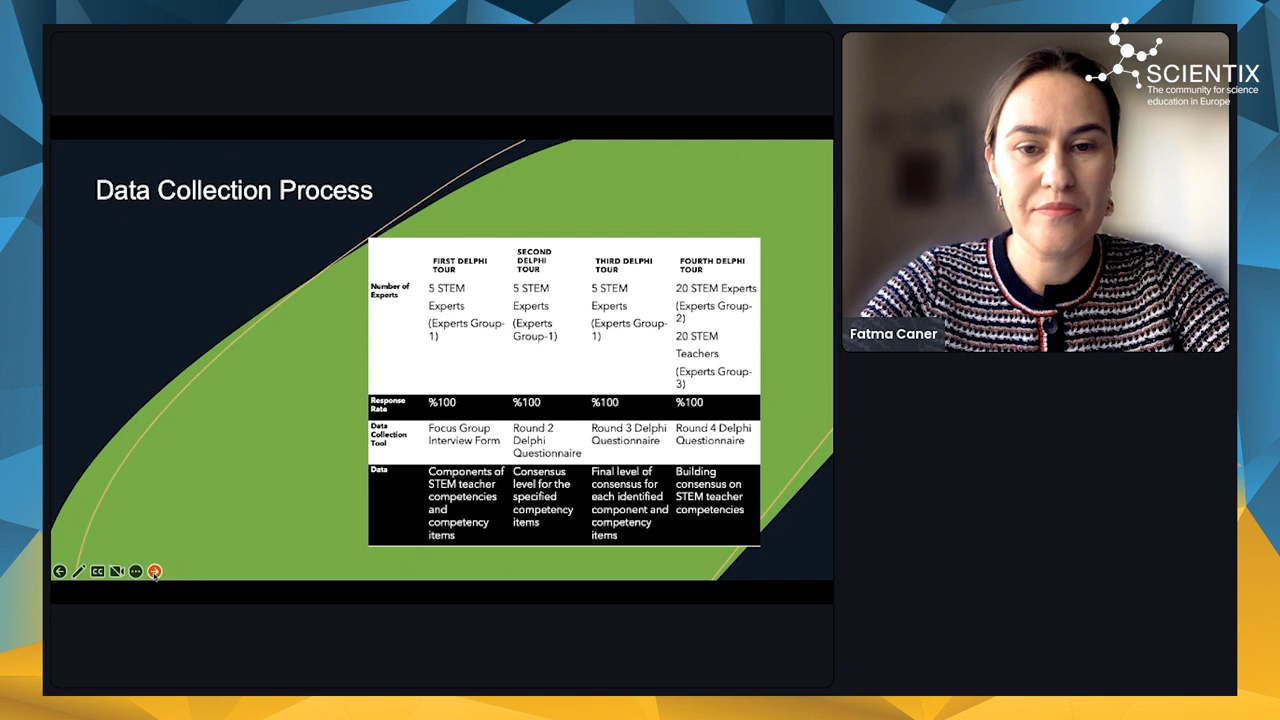 SCIENTIX
The community for science
education in Europe
Data Collection Process
FIRST DELPHI
TOUR
SECOND
DELPHI
TOUR
THIRD DELPHI
TOUR
FOURTH DELPHI
TOUR
Number of
Experts
5 STEM
Experts
(Experts Group-
1)
5 STEM
Experts
(Experts
Group-1)
5 STEM
Experts
(Experts Group-
1)
20 STEM Experts
(Experts Group-
2)
20 STEM
Teachers
(Experts Group-
3)
Response
Rate
%100
%100
%100
%100
Data
Collection
Tool
Focus Group
Interview Form
Round 2
Delphi
Questionnaire
Round 3 Delphi
Questionnaire
Round 4 Delphi
Questionnaire
Data
Components of
STEM teacher
competencies
and
competency
items
Consensus
level for the
specified
competency
items
Final level of
consensus for
each identified
component and
competency
items
Building
consensus on
STEM teacher
competencies
CC
Fatma Caner